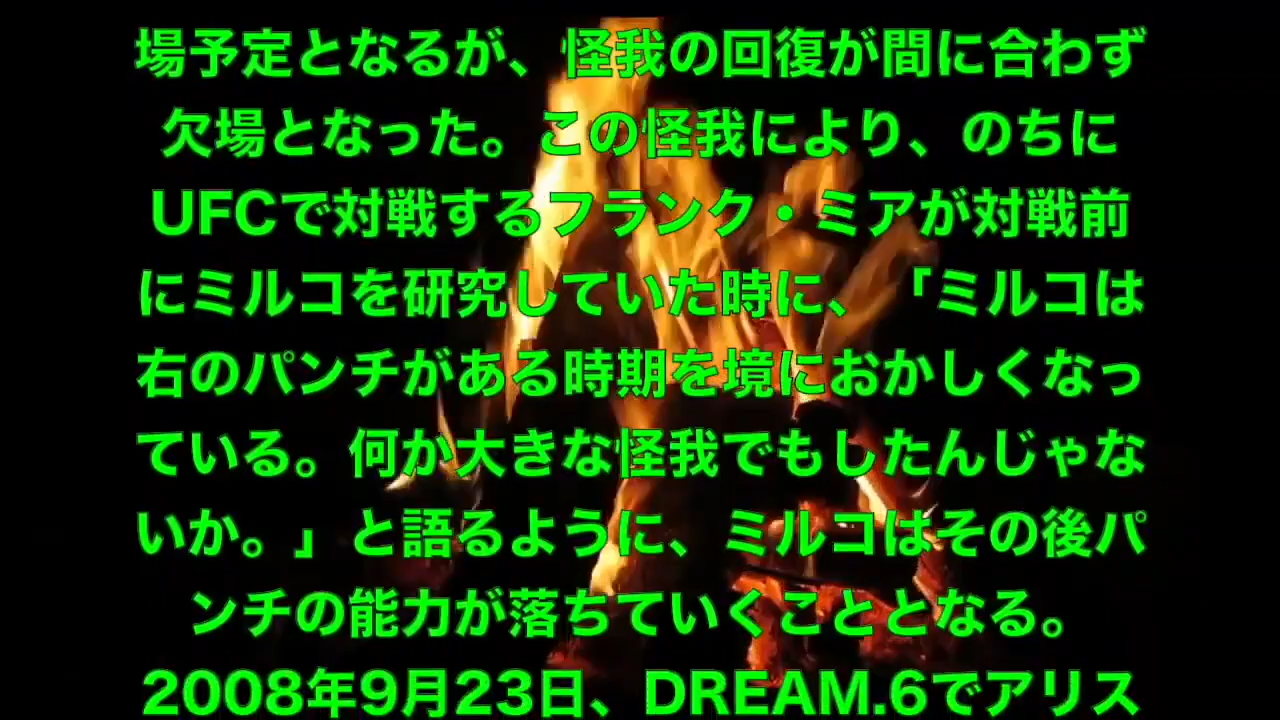 場予定となるが、怪我の回復が間に合わず
欠場となった。この怪我により、のちに
UFCで対戦するフランク・ミアが対戦前
にミルコを研究していた時に、「ミルコは
右のパンチがある時期を境におかしくなっ
ている。何か大きな怪我でもしたんじゃな
いか。」と語るように、ミルコはその後パ
ンチの能力が落ちていくこととなる。
2008年9月23日、DREAM.6でアリス